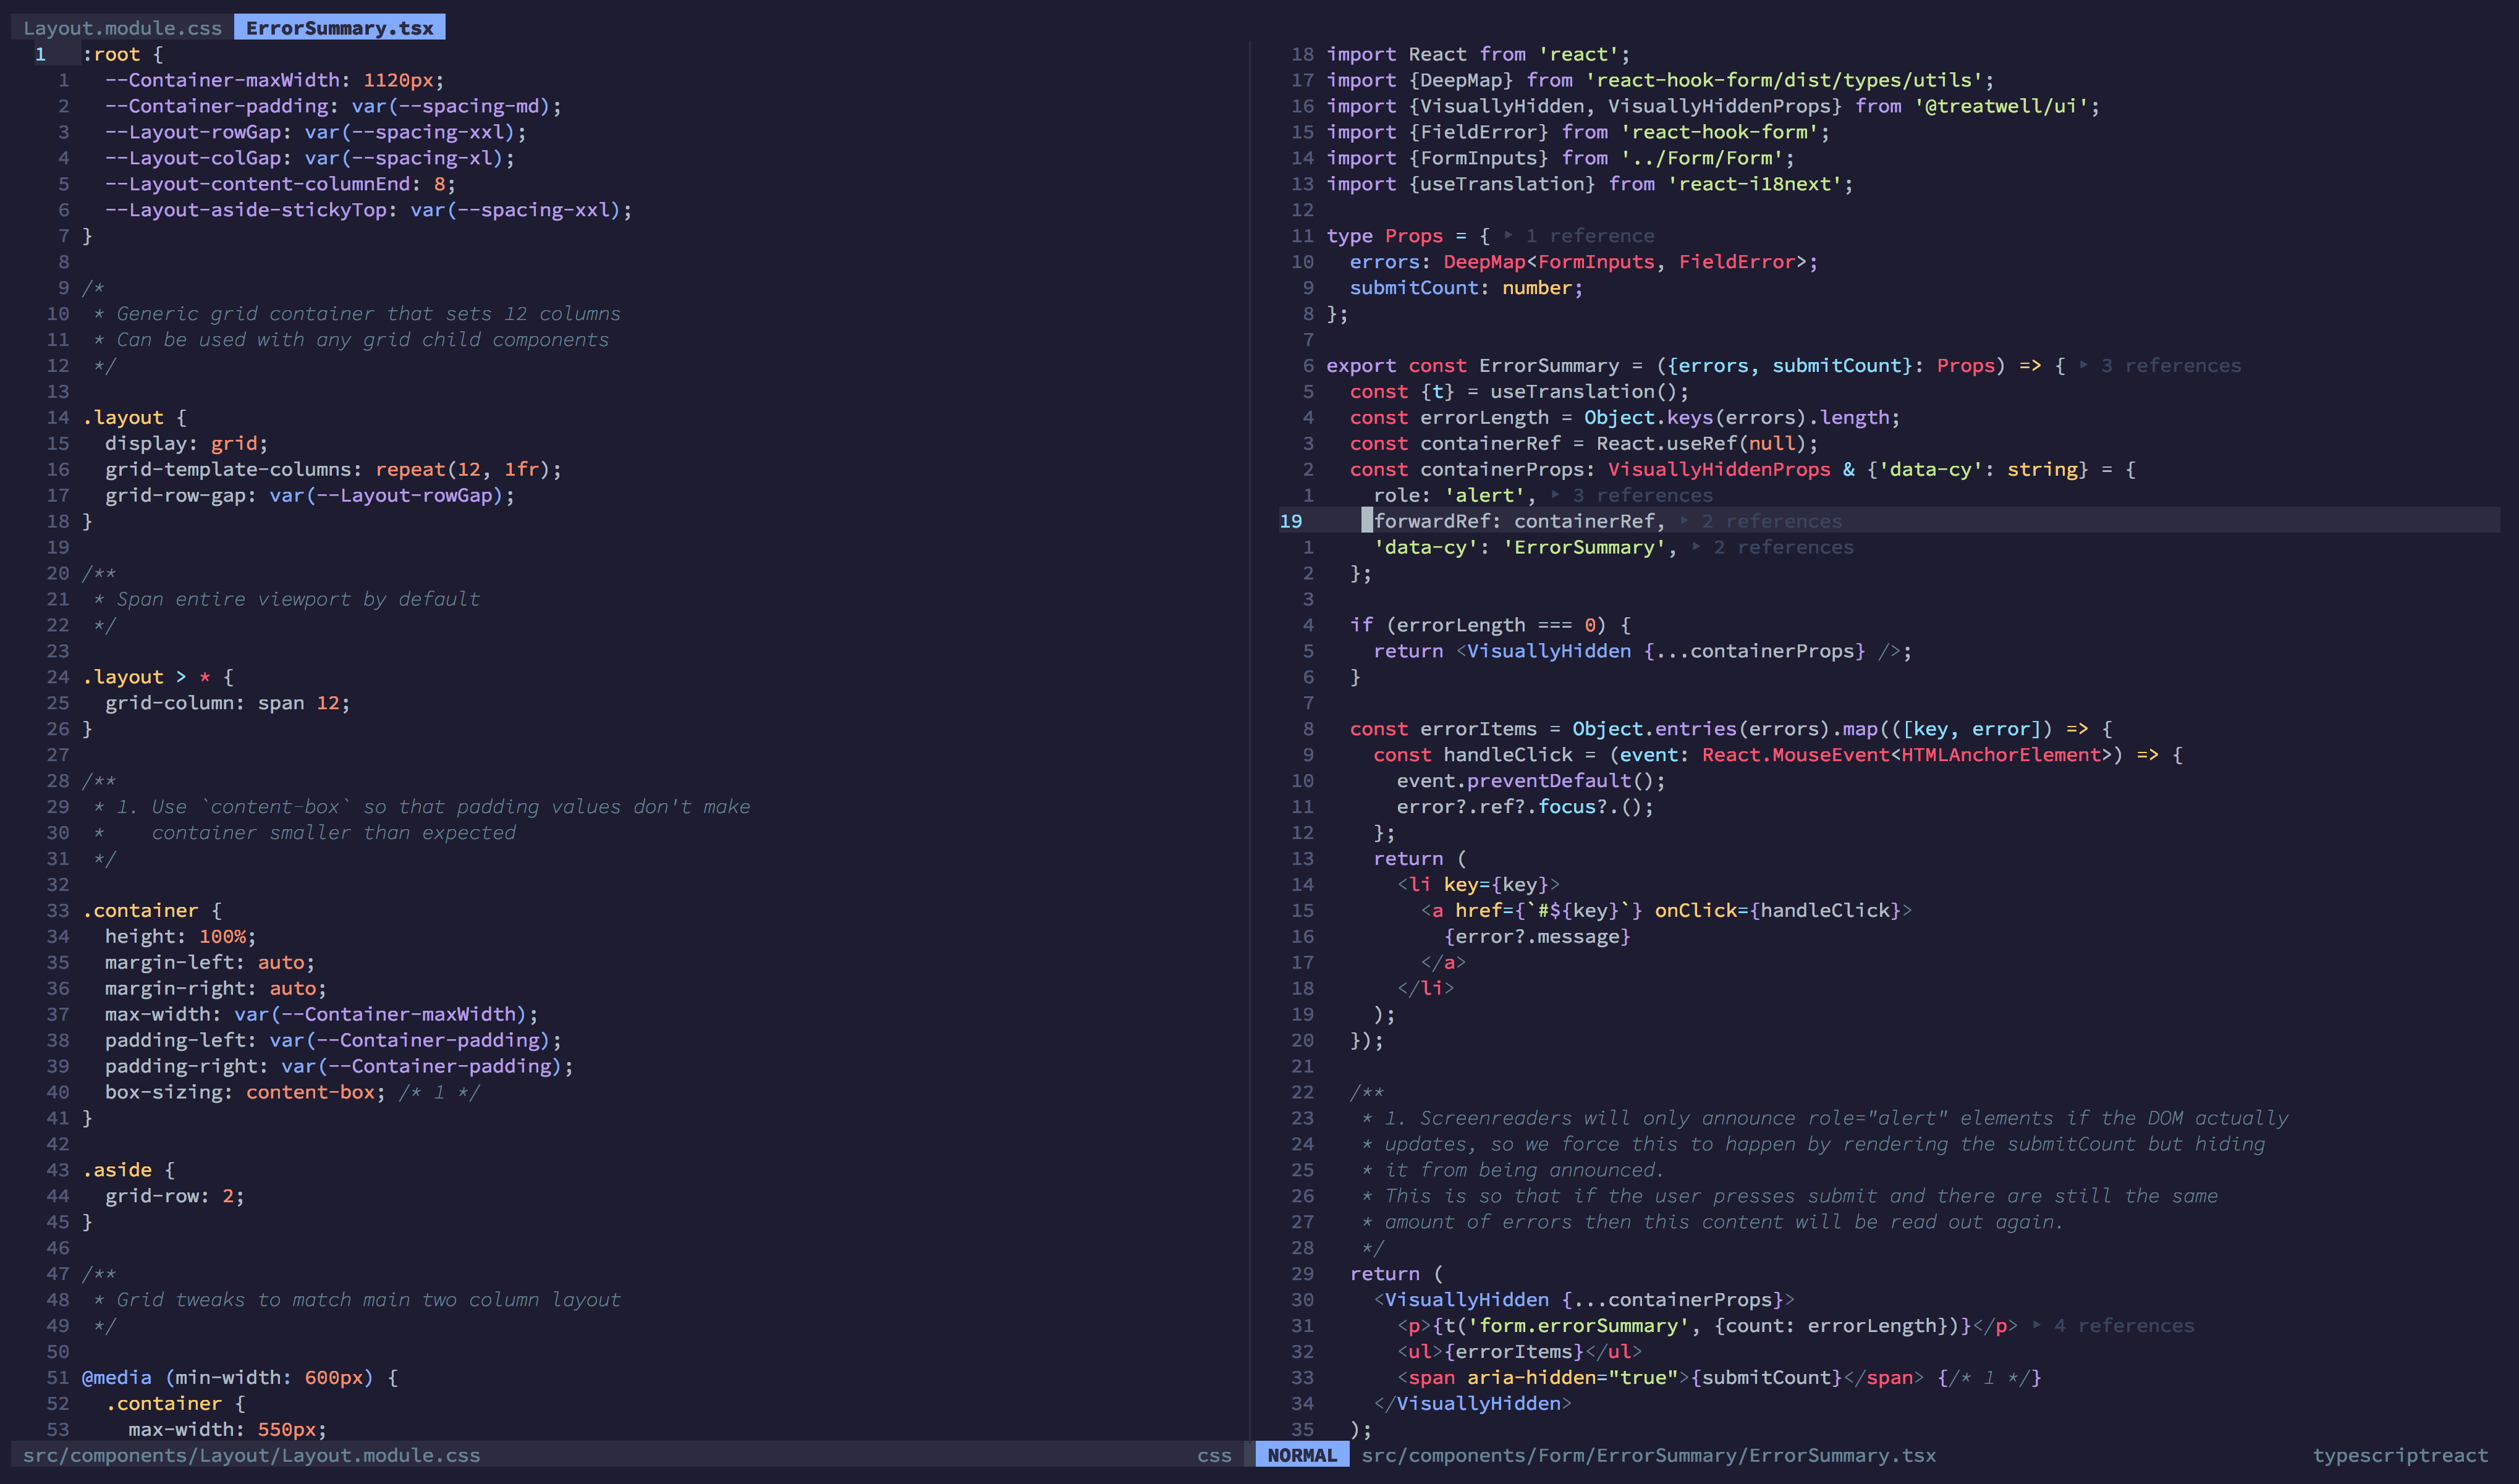 Layout.module.css ErrorSummary.tsx
1 :root {
1 --Container-maxWidth: 1120px;
2 --Container-padding: var(--spacing-md);
3 --Layout-rowGap: var(--spacing-xxl);
4 --Layout-colGap: var(--spacing-xl);
5 --Layout-content-columnEnd: 8;
6 --Layout-aside-stickyTop: var(--spacing-xxl);
7 }
8
9 /*
10 * Generic grid container that sets 12 columns
11 * Can be used with any grid child components
12 */
13
14 .layout {
15 display: grid;
16 grid-template-columns: repeat(12, 1fr);
17 grid-row-gap: var(--Layout-rowGap);
18 }
19
20 /**
21 * Span entire viewport by default
22 */
23
24 .layout > * {
25 grid-column: span 12;
26 }
27
28 /**
29 * 1. Use `content-box` so that padding values don't make
30 * container smaller than expected
31 */
32
33 .container {
34 height: 100%;
35 margin-left: auto;
36 margin-right: auto;
37 max-width: var(--Container-maxWidth);
38 padding-left: var(--Container-padding);
39 padding-right: var(--Container-padding);
40 box-sizing: content-box; /* 1 */
41 }
42
43 .aside {
44 grid-row: 2;
45 }
46
47 /**
48 * Grid tweaks to match main two column layout
49 */
50
51 @media (min-width: 600px) {
52 .container {
53 max-width: 550px;
src/components/Layout/Layout.module.css css
18 import React from 'react';
17 import {DeepMap} from 'react-hook-form/dist/types/utils';
16 import {VisuallyHidden, VisuallyHiddenProps} from '@treatwell/ui';
15 import {FieldError} from 'react-hook-form';
14 import {FormInputs} from '../Form/Form';
13 import {useTranslation} from 'react-i18next';
12
11 type Props = { ‣ 1 reference
10 errors: DeepMap<FormInputs, FieldError>;
9 submitCount: number;
8 };
7
6 export const ErrorSummary = ({errors, submitCount}: Props) => { ‣ 3 references
5 const {t} = useTranslation();
4 const errorLength = Object.keys(errors).length;
3 const containerRef = React.useRef(null);
2 const containerProps: VisuallyHiddenProps & {'data-cy': string} = {
1 role: 'alert', ‣ 3 references
19 forwardRef: containerRef, ‣ 2 references
1 'data-cy': 'ErrorSummary', ‣ 2 references
2 };
3
4 if (errorLength === 0) {
5 return <VisuallyHidden {...containerProps} />;
6 }
7
8 const errorItems = Object.entries(errors).map(([key, error]) => {
9 const handleClick = (event: React.MouseEvent<HTMLAnchorElement>) => {
10 event.preventDefault();
11 error?.ref?.focus?.();
12 };
13 return (
14 <li key={key}>
15 <a href={`#${key}`} onClick={handleClick}>
16 {error?.message}
17 </a>
18 </li>
19 );
20 });
21
22 /**
23 * 1. Screenreaders will only announce role="alert" elements if the DOM actually
24 * updates, so we force this to happen by rendering the submitCount but hiding
25 * it from being announced.
26 * This is so that if the user presses submit and there are still the same
27 * amount of errors then this content will be read out again.
28 */
29 return (
30 <VisuallyHidden {...containerProps}>
31 <p>{t('form.errorSummary', {count: errorLength})}</p> ‣ 4 references
32 <ul>{errorItems}</ul>
33 <span aria-hidden="true">{submitCount}</span> {/* 1 */}
34 </VisuallyHidden>
35 );
NORMAL src/components/Form/ErrorSummary/ErrorSummary.tsx typescriptreact